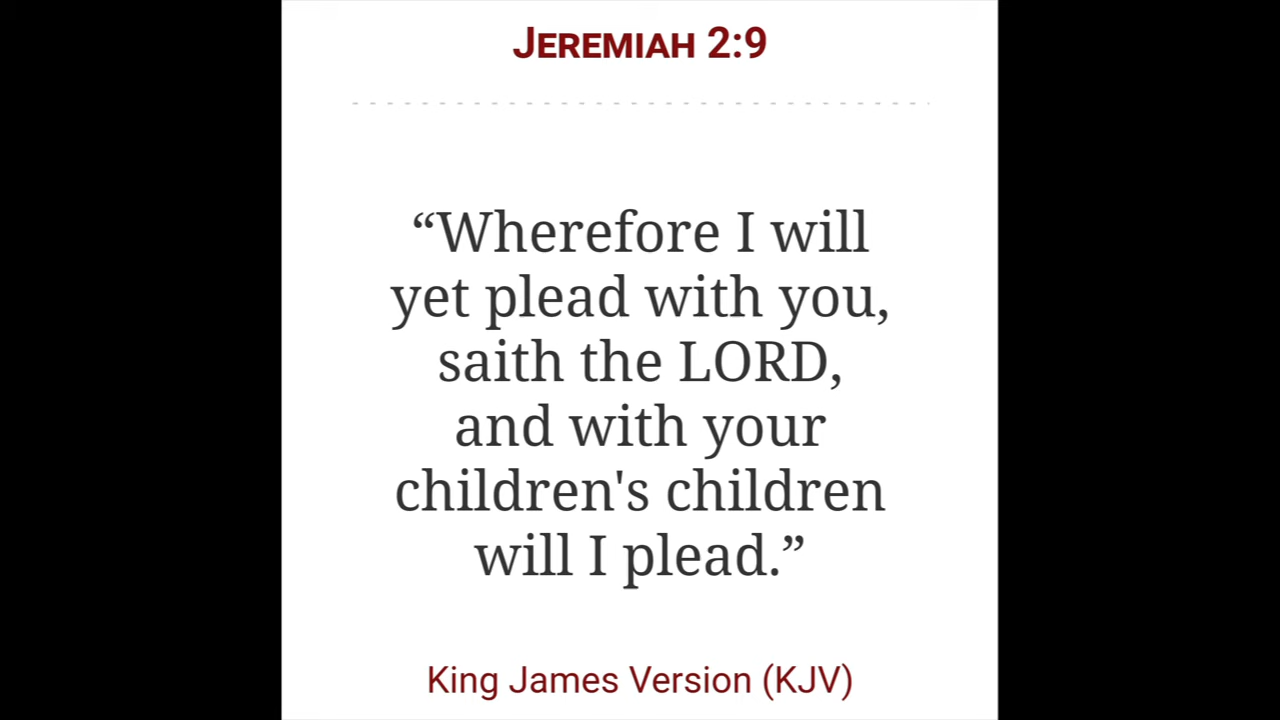 JEREMIAH 2:9
“Wherefore I will
yet plead with you,
saith the LORD,
and with your
children's children
will I plead.”
King James Version (KJV)